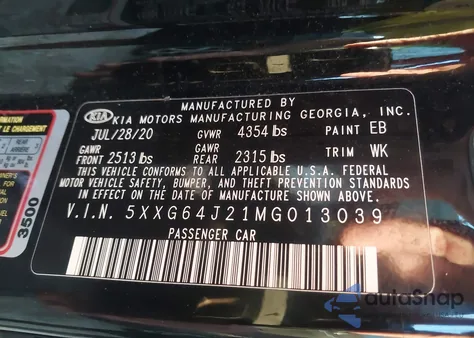 MANUFACTURED BY
KIA KIA MOTORS MANUFACTURING GEORGIA, INC.
JUL/28/20 GVWR 4354 lbs PAINT EB
GAWR FRONT 2513 lbs GAWR REAR 2315 lbs TRIM WK
THIS VEHICLE CONFORMS TO ALL APPLICABLE U.S.A. FEDERAL
MOTOR VEHICLE SAFETY, BUMPER, AND THEFT PREVENTION STANDARDS
IN EFFECT ON THE DATE OF MANUFACTURE SHOWN ABOVE.
V.I.N. 5XXG64J21MG013039
PASSENGER CAR
3500
T LE CHARGEMENT
autoSnap